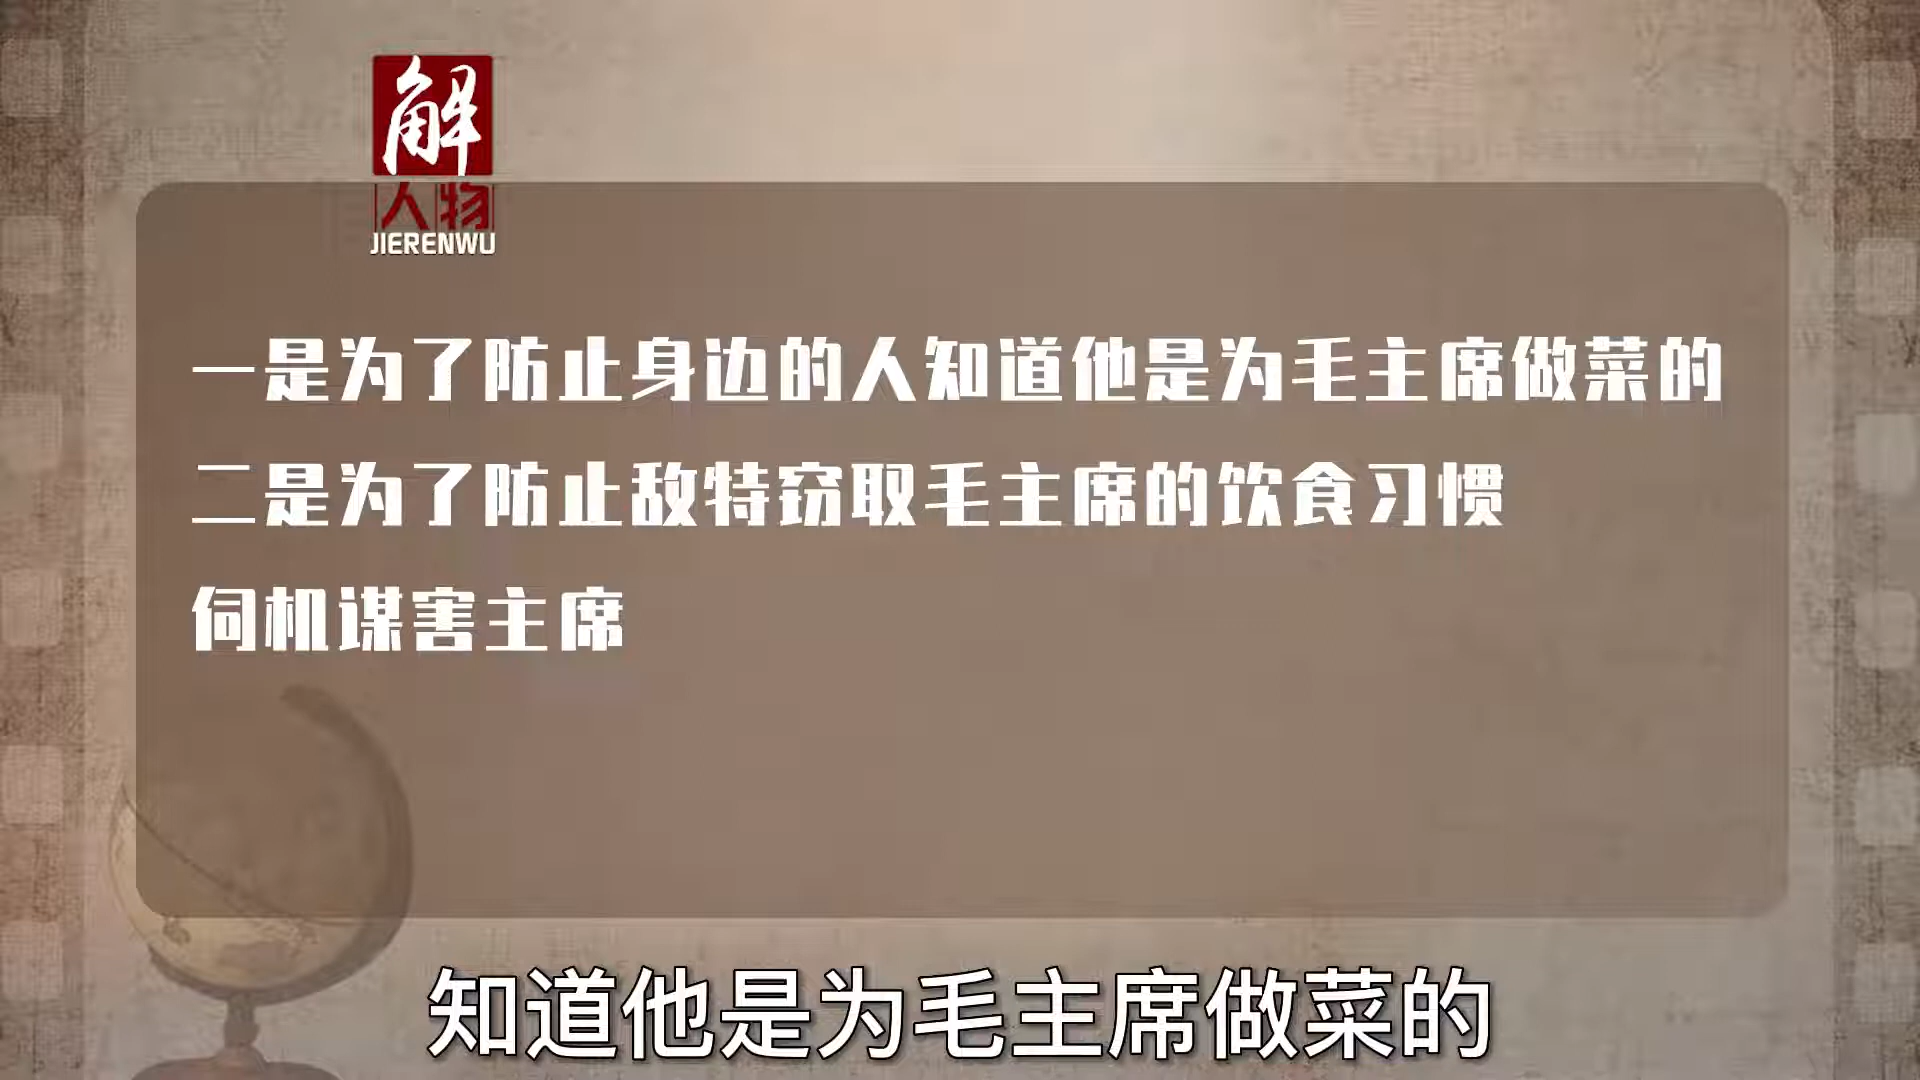 解
人物
JIERENWU
一是为了防止身边的人知道他是为毛主席做菜的
二是为了防止敌特窃取毛主席的饮食习惯
伺机谋害主席
知道他是为毛主席做菜的